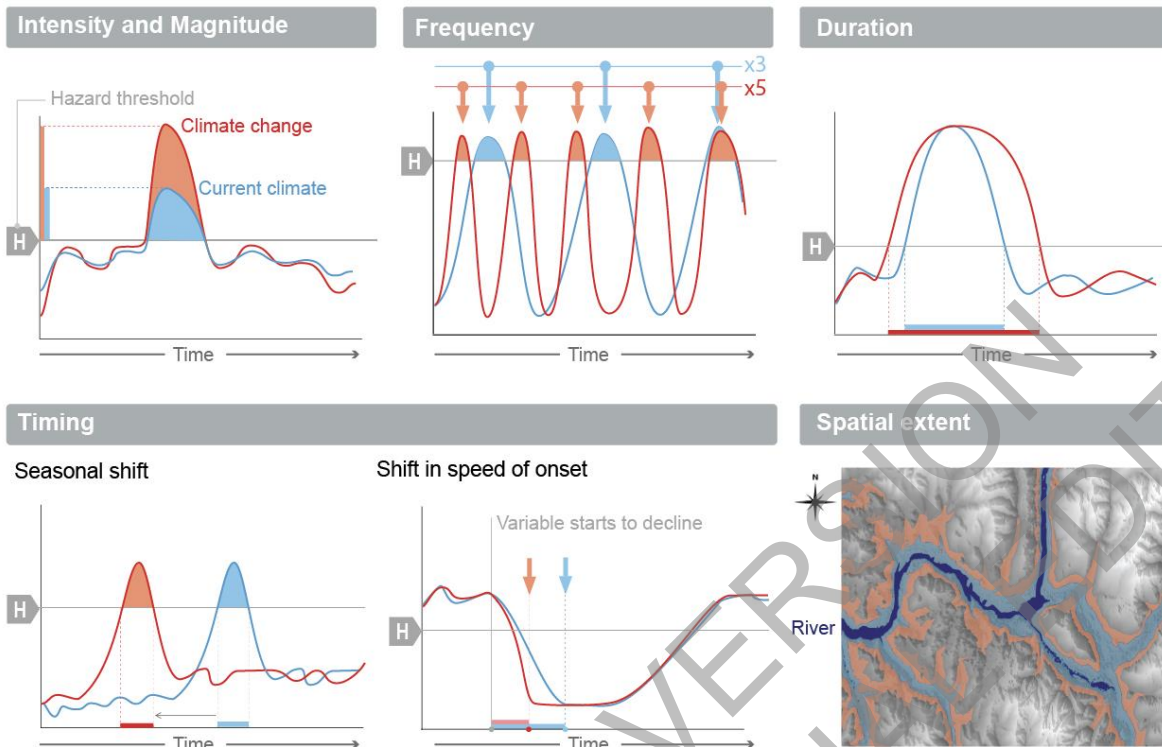 Intensity and Magnitude
Hazard threshold
Climate change
Current climate
H
Time
Frequency
x3
x5
H
Time
Duration
H
Time
Timing
Seasonal shift
H
Time
Shift in speed of onset
Variable starts to decline
H
Time
Spatial extent
N
River
VERSION